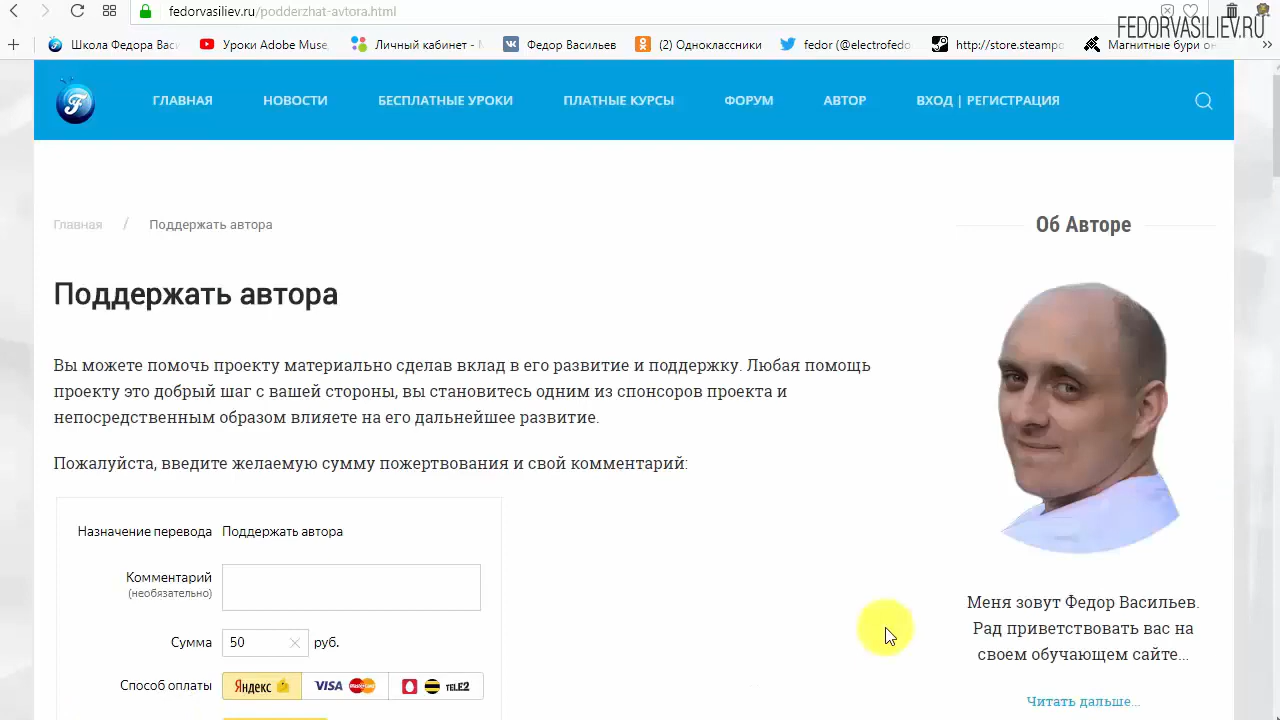 fedorvasiliev.ru/podderzhat-avtora.html
FEDORVASILIEV.RU
Школа Федора Васи
Уроки Adobe Muse,
Личный кабинет - М
Федор Васильев
(2) Одноклассники
fedor (@electrofedo
http://store.steampo
Магнитные бури он
ГЛАВНАЯ
НОВОСТИ
БЕСПЛАТНЫЕ УРОКИ
ПЛАТНЫЕ КУРСЫ
ФОРУМ
АВТОР
ВХОД | РЕГИСТРАЦИЯ
Главная / Поддержать автора
Поддержать автора
Вы можете помочь проекту материально сделав вклад в его развитие и поддержку. Любая помощь
проекту это добрый шаг с вашей стороны, вы становитесь одним из спонсоров проекта и
непосредственным образом влияете на его дальнейшее развитие.
Пожалуйста, введите желаемую сумму пожертвования и свой комментарий:
Назначение перевода Поддержать автора
Комментарий
(необязательно)
Сумма 50 руб.
Способ оплаты Яндекс VISA MasterCard TELE2
Об Авторе
Меня зовут Федор Васильев.
Рад приветствовать вас на
своем обучающем сайте...
Читать дальше...